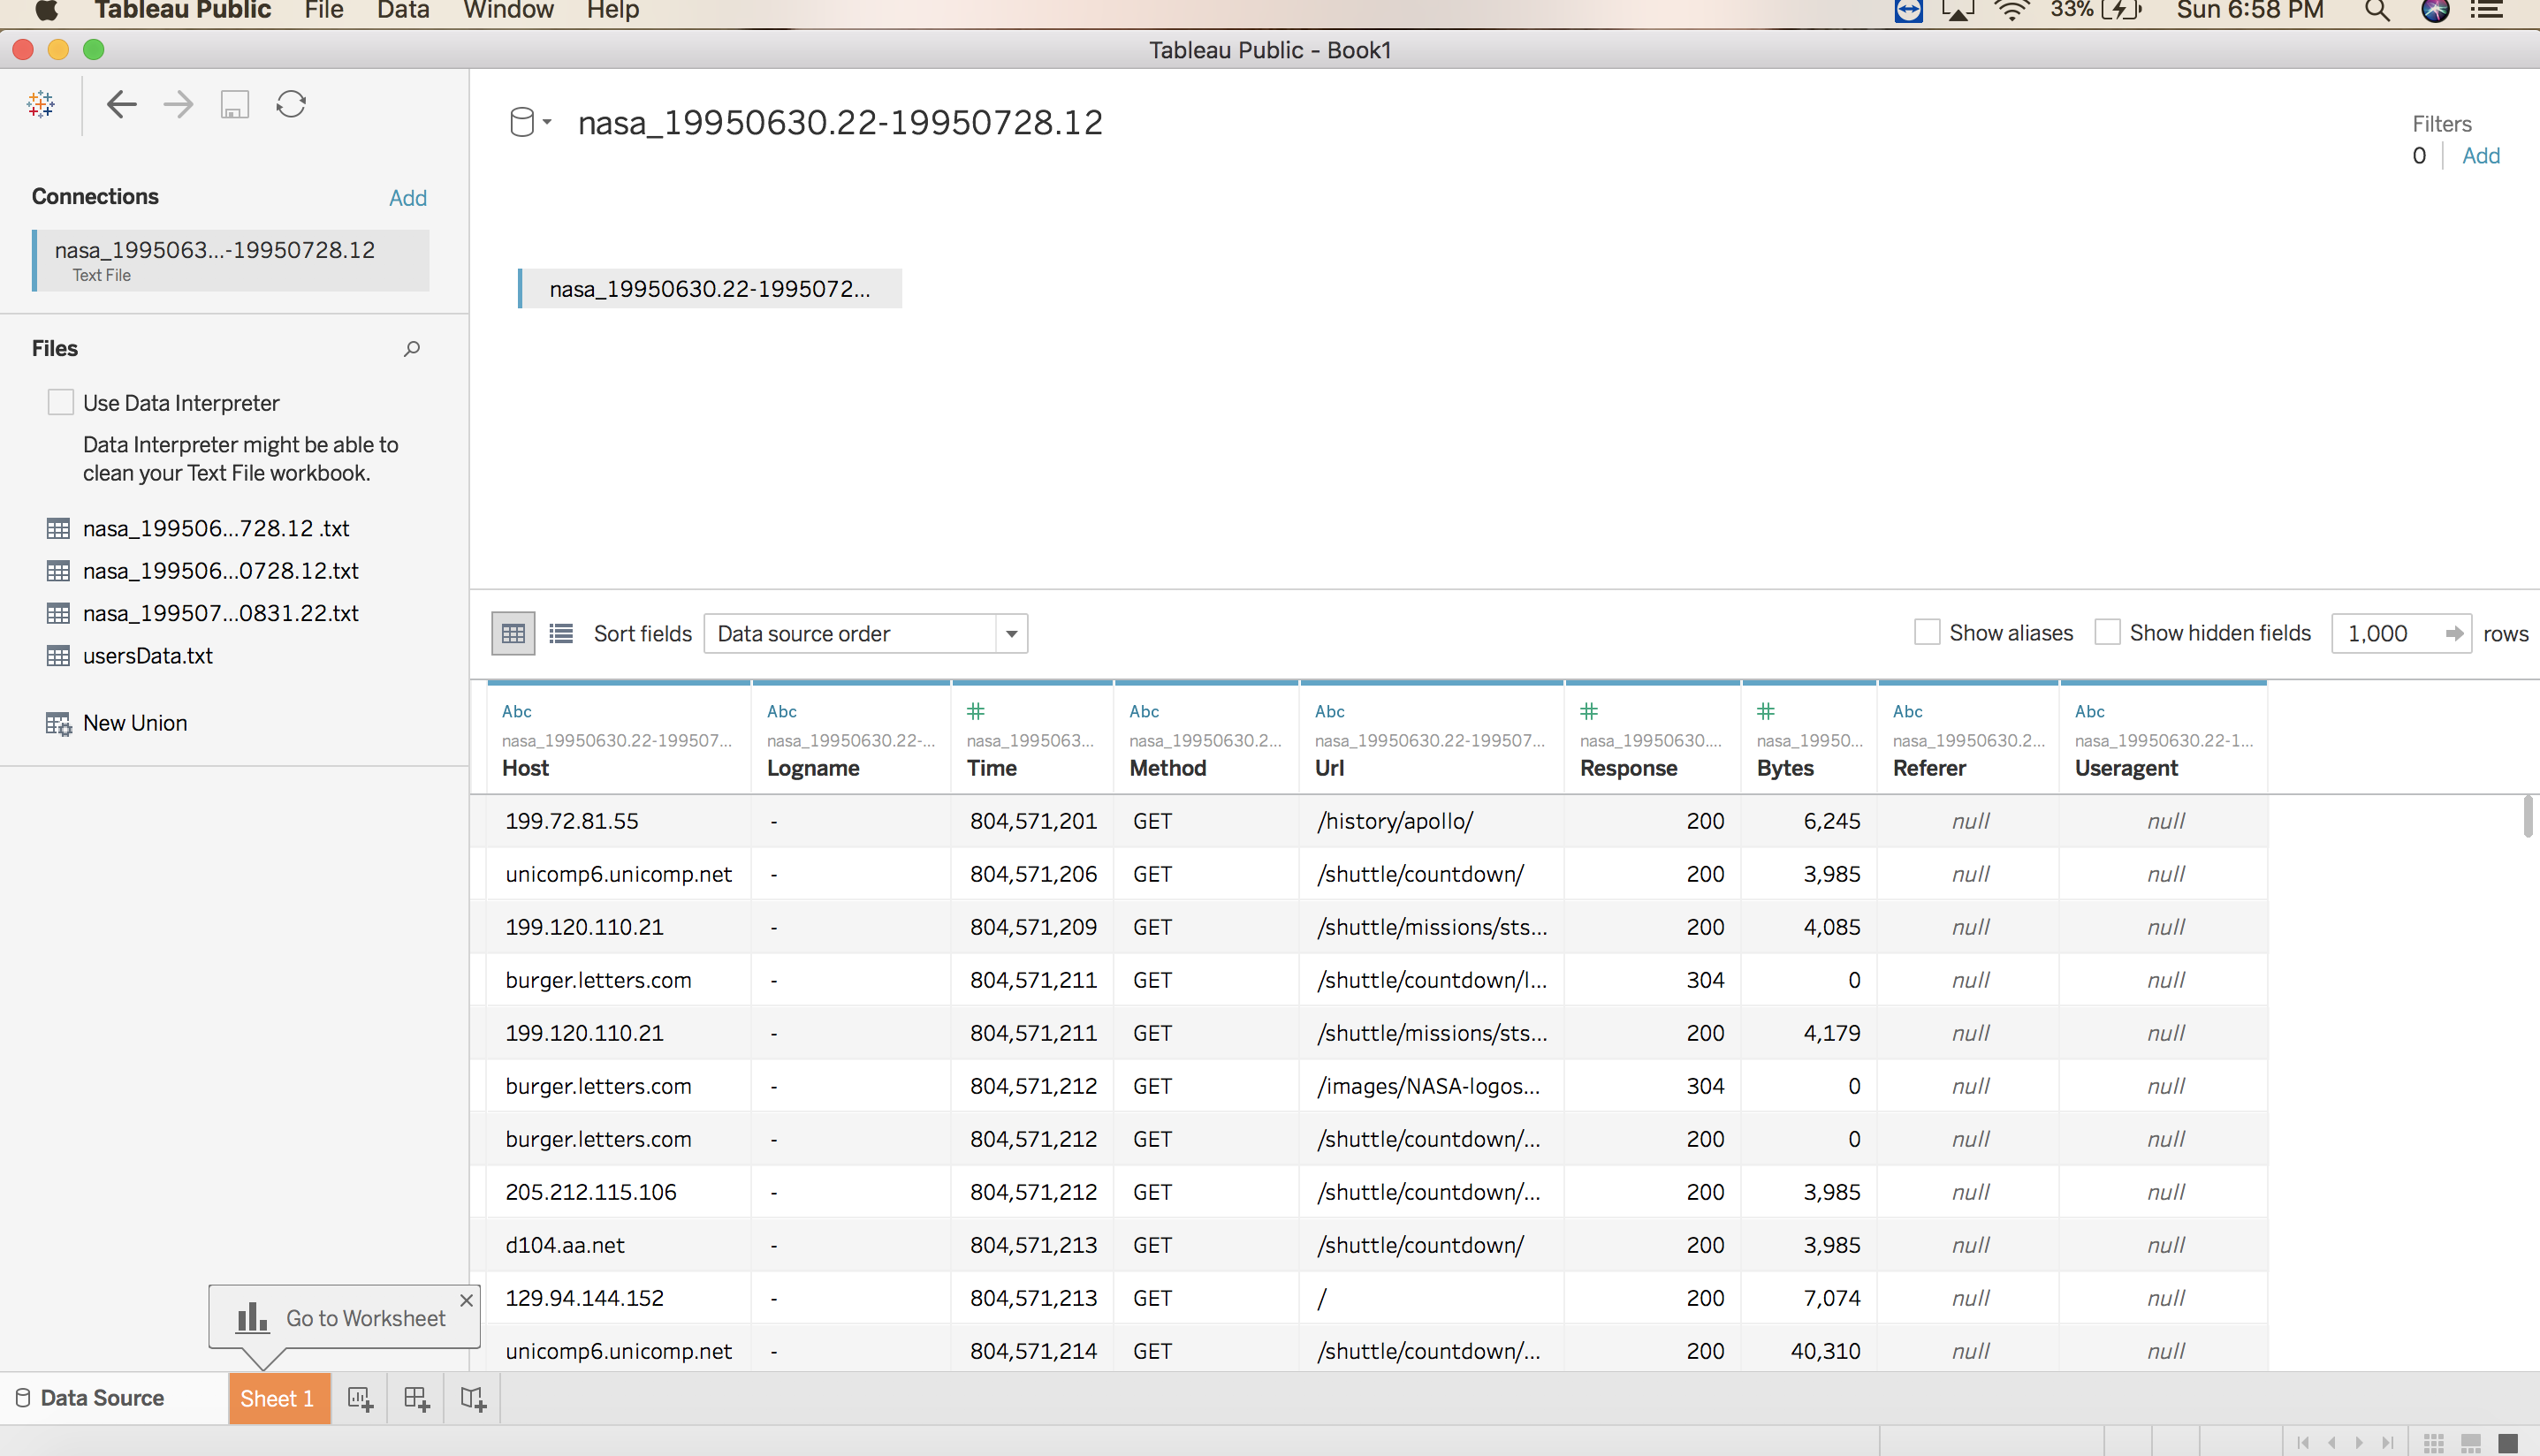 Tableau Public File Data Window Help 33% Sun 6:58 PM
Tableau Public - Book1
nasa_19950630.22-19950728.12
Filters
0 Add
Connections Add
nasa_1995063...-19950728.12
Text File
nasa_19950630.22-1995072...
Files
Use Data Interpreter
Data Interpreter might be able to
clean your Text File workbook.
nasa_199506...728.12 .txt
nasa_199506...0728.12.txt
nasa_199507...0831.22.txt
usersData.txt
New Union
Sort fields Data source order Show aliases Show hidden fields 1,000 rows
Abc Abc # Abc Abc # # Abc Abc
nasa_19950630.22-199507... nasa_19950630.22-... nasa_1995063... nasa_19950630.2... nasa_19950630.22-199507... nasa_19950630.... nasa_19950... nasa_19950630.2... nasa_19950630.22-1...
Host Logname Time Method Url Response Bytes Referer Useragent
199.72.81.55 - 804,571,201 GET /history/apollo/ 200 6,245 null null
unicomp6.unicomp.net - 804,571,206 GET /shuttle/countdown/ 200 3,985 null null
199.120.110.21 - 804,571,209 GET /shuttle/missions/sts... 200 4,085 null null
burger.letters.com - 804,571,211 GET /shuttle/countdown/l... 304 0 null null
199.120.110.21 - 804,571,211 GET /shuttle/missions/sts... 200 4,179 null null
burger.letters.com - 804,571,212 GET /images/NASA-logos... 304 0 null null
burger.letters.com - 804,571,212 GET /shuttle/countdown/... 200 0 null null
205.212.115.106 - 804,571,212 GET /shuttle/countdown/... 200 3,985 null null
d104.aa.net - 804,571,213 GET /shuttle/countdown/ 200 3,985 null null
129.94.144.152 - 804,571,213 GET / 200 7,074 null null
unicomp6.unicomp.net - 804,571,214 GET /shuttle/countdown/... 200 40,310 null null
Go to Worksheet
Data Source Sheet 1